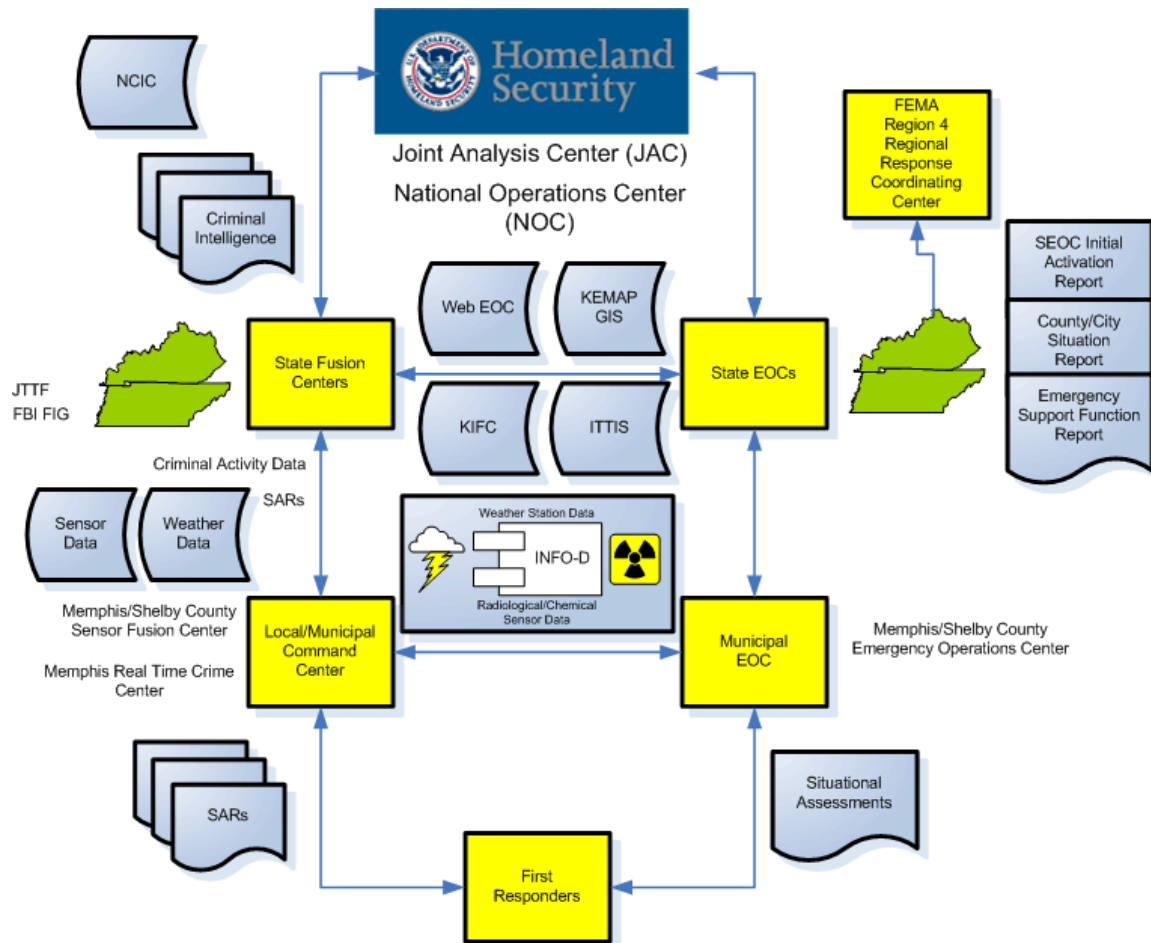 NCIC
U.S. DEPARTMENT OF
HOMELAND SECURITY
Homeland
Security
Joint Analysis Center (JAC)
National Operations Center
(NOC)
FEMA
Region 4
Regional
Response
Coordinating
Center
Criminal
Intelligence
SEOC Initial
Activation
Report
County/City
Situation
Report
Emergency
Support Function
Report
Web EOC
KEMAP
GIS
State Fusion
Centers
State EOCs
JTTF
FBI FIG
KIFC
ITTIS
Criminal Activity Data
SARs
Sensor
Data
Weather
Data
Weather Station Data
INFO-D
Radiological/Chemical
Sensor Data
Memphis/Shelby County
Sensor Fusion Center
Memphis Real Time Crime
Center
Local/Municipal
Command
Center
Municipal
EOC
Memphis/Shelby County
Emergency Operations Center
SARs
Situational
Assessments
First
Responders